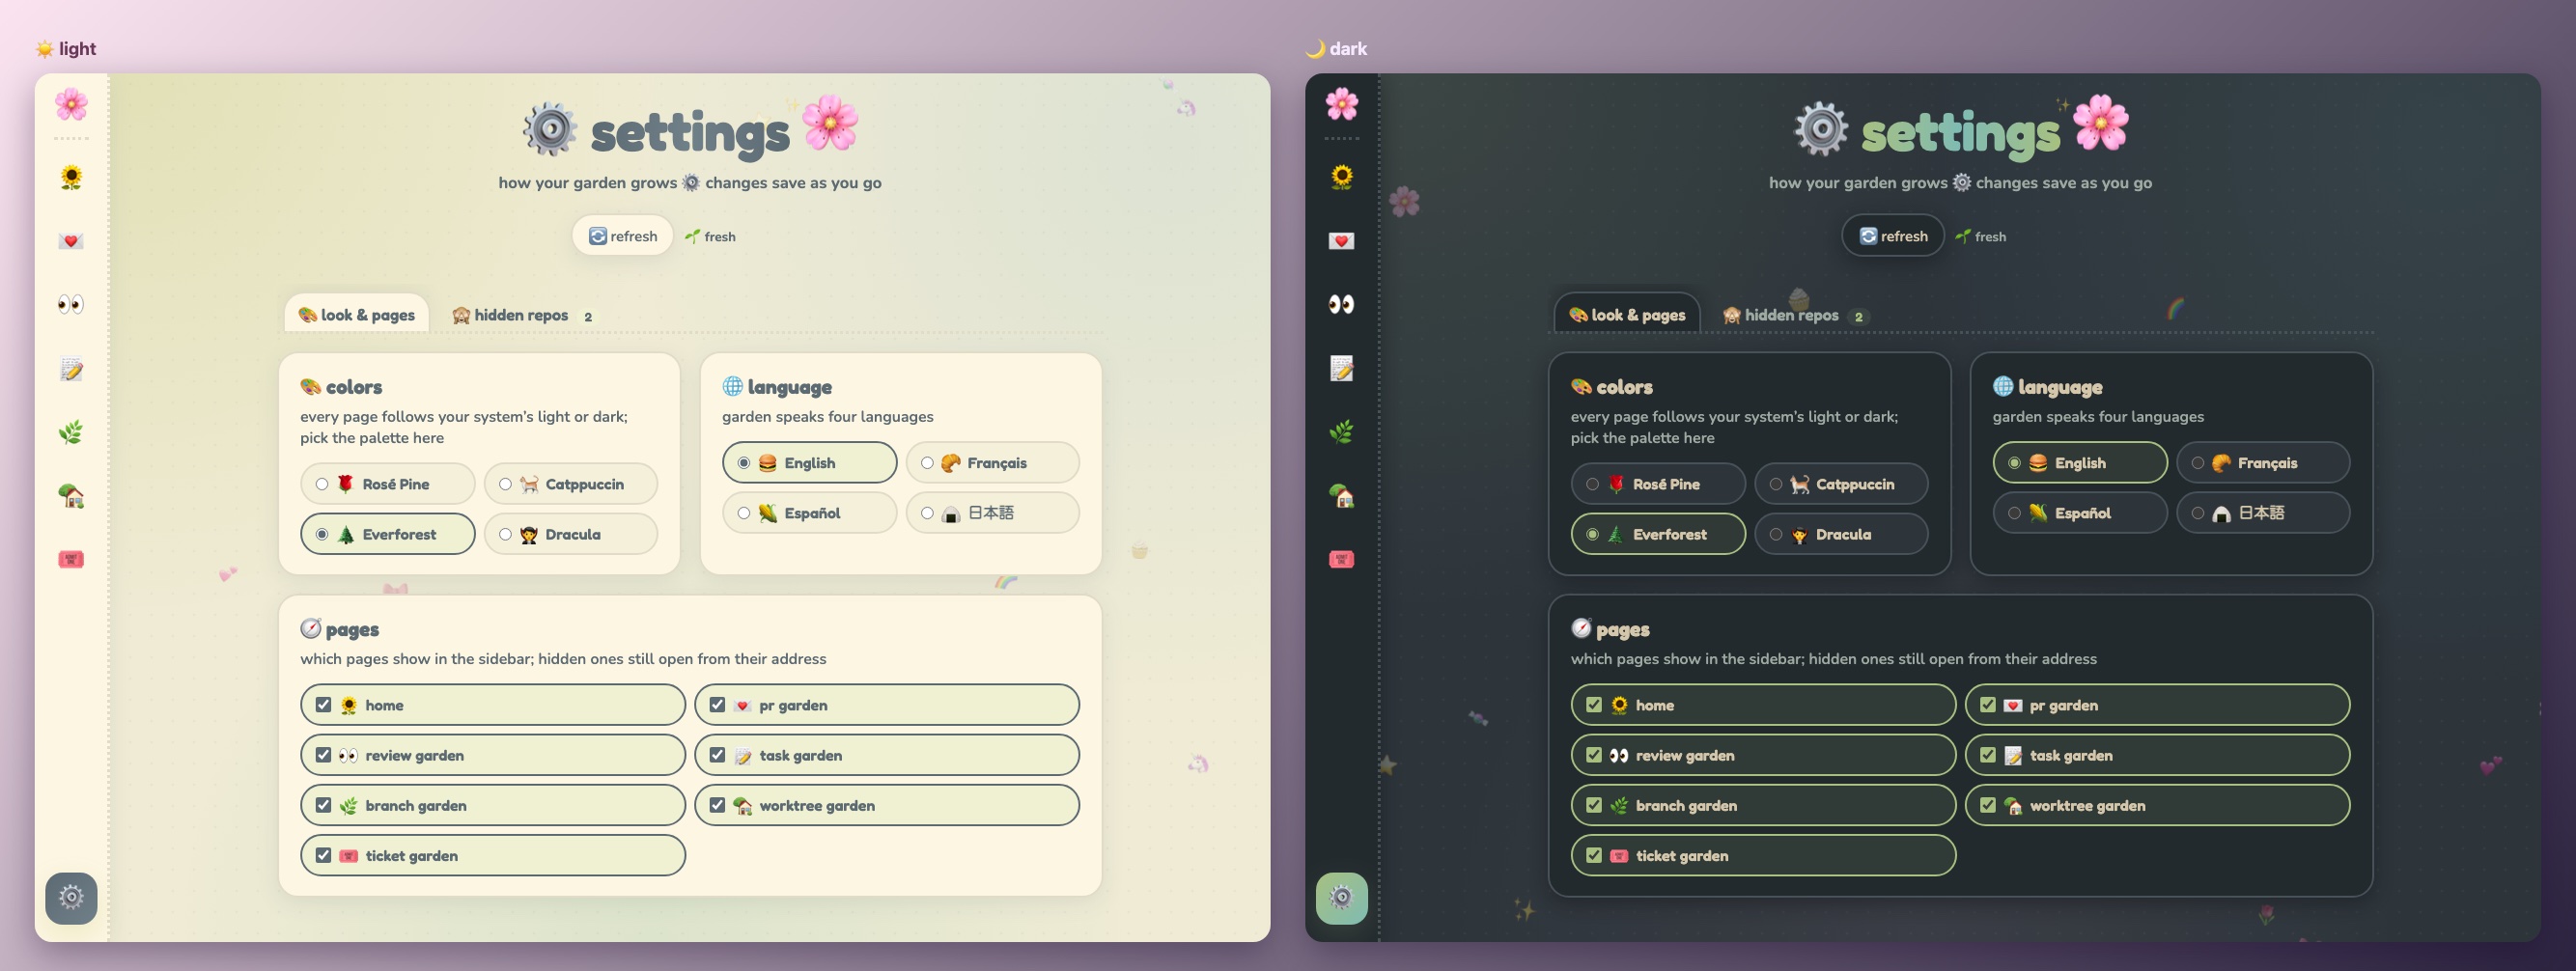 light
settings
how your garden grows changes save as you go
refresh fresh
look & pages hidden repos 2
colors
every page follows your system's light or dark;
pick the palette here
Rosé Pine Catppuccin
Everforest Dracula
language
garden speaks four languages
English Français
Español 日本語
pages
which pages show in the sidebar; hidden ones still open from their address
home pr garden
review garden task garden
branch garden worktree garden
ticket garden
dark
settings
how your garden grows changes save as you go
refresh fresh
look & pages hidden repos 2
colors
every page follows your system's light or dark;
pick the palette here
Rosé Pine Catppuccin
Everforest Dracula
language
garden speaks four languages
English Français
Español 日本語
pages
which pages show in the sidebar; hidden ones still open from their address
home pr garden
review garden task garden
branch garden worktree garden
ticket garden